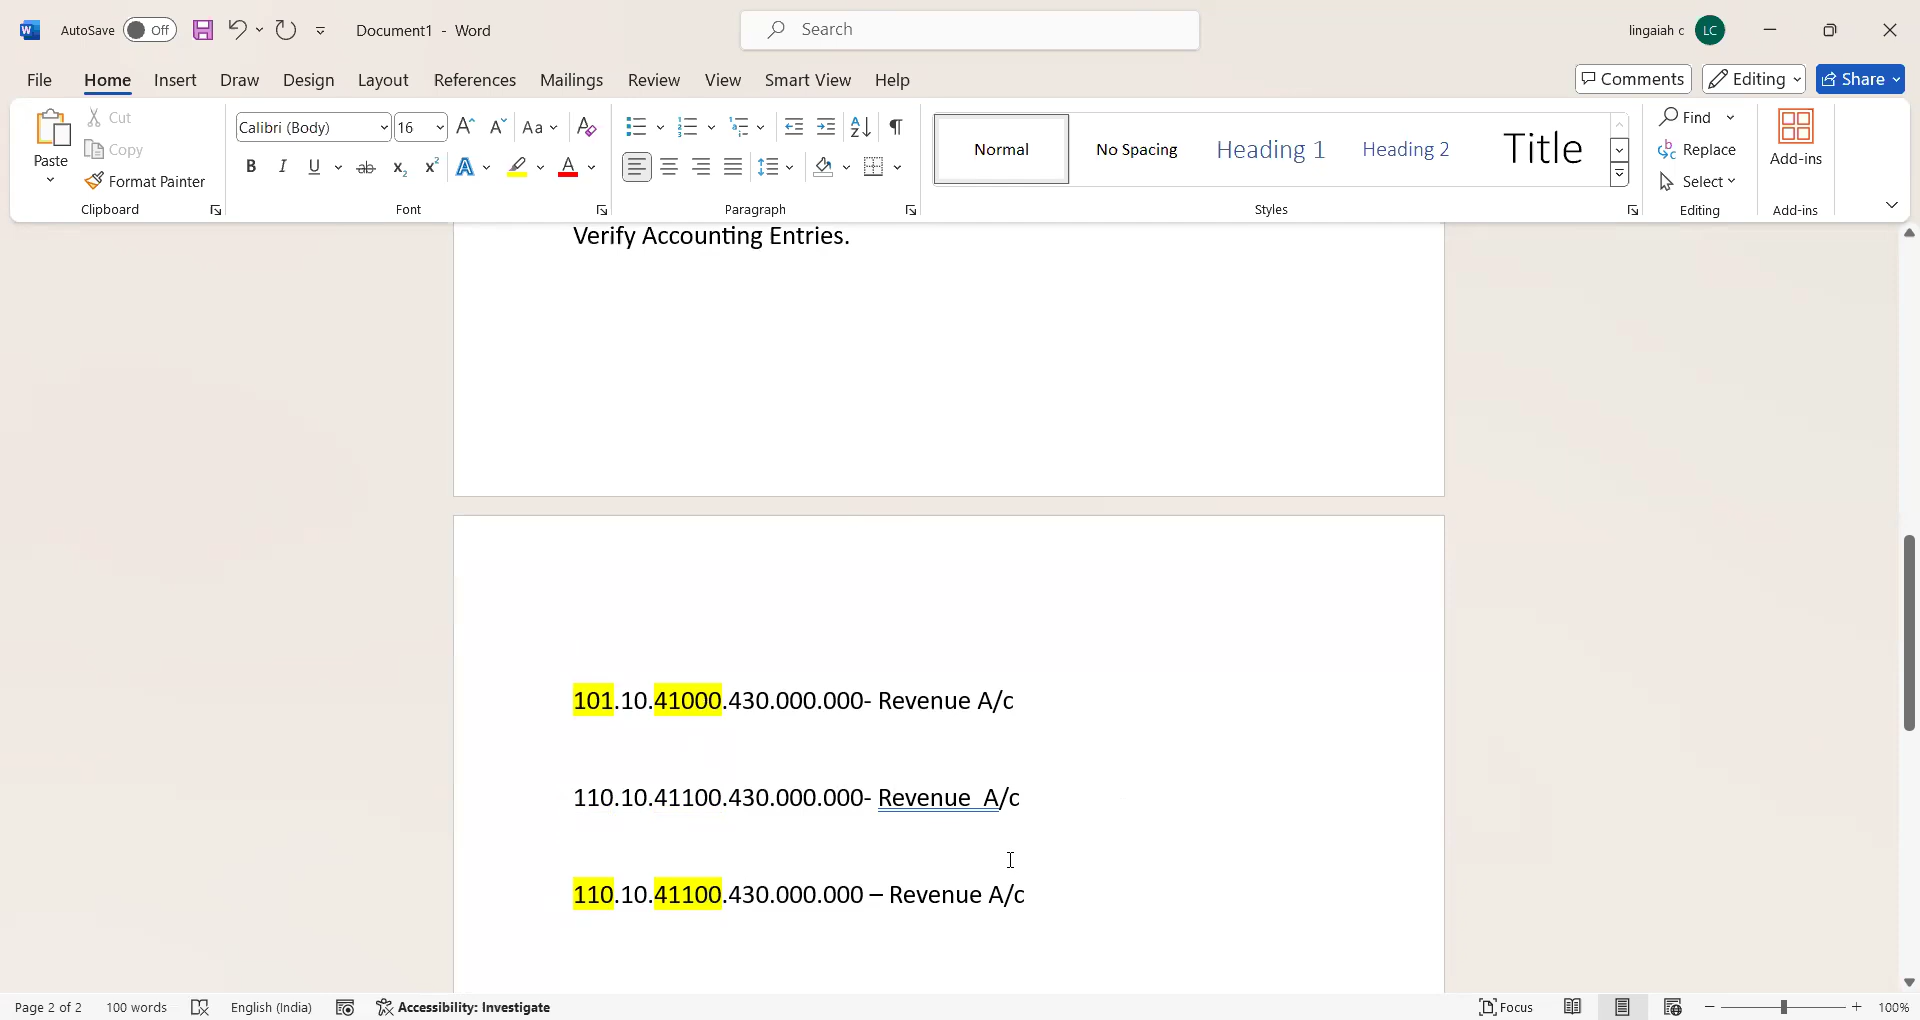 AutoSave Off Document1 - Word Search lingaiah c LC
File Home Insert Draw Design Layout References Mailings Review View Smart View Help Comments Editing Share
Paste Cut Copy Format Painter
Clipboard
Calibri (Body) 16 Aa
B I U ab x2 x2 A A
Font
Paragraph
Normal No Spacing Heading 1 Heading 2 Title
Styles
Find Replace Select
Editing
Add-ins
Add-ins
Verify Accounting Entries.
101.10.41000.430.000.000- Revenue A/c
110.10.41100.430.000.000- Revenue  A/c
110.10.41100.430.000.000 – Revenue A/c
Page 2 of 2 100 words English (India) Accessibility: Investigate Focus 100%